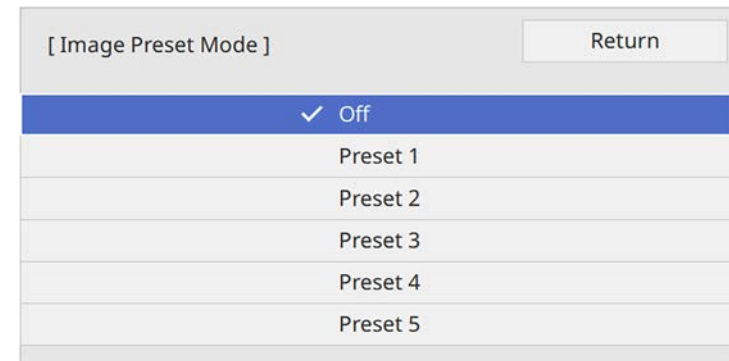 [ Image Preset Mode ]
Return
Off
Preset 1
Preset 2
Preset 3
Preset 4
Preset 5